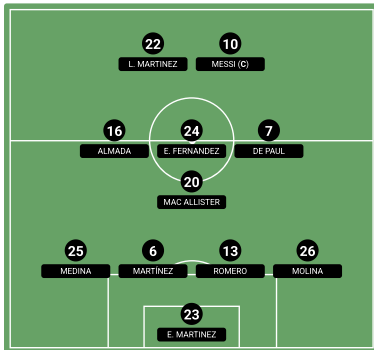 22 10
L. MARTINEZ MESSI (C)
16 24 7
ALMADA E. FERNANDEZ DE PAUL
20
MAC ALLISTER
25 6 13 26
MEDINA MARTÍNEZ ROMERO MOLINA
23
E. MARTINEZ